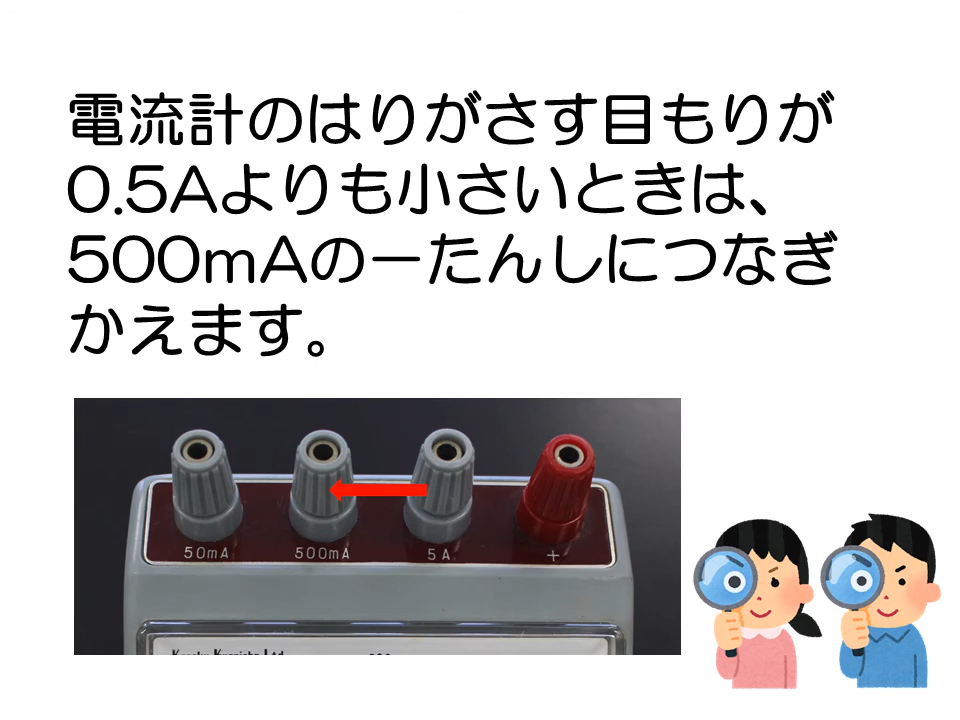 電流計のはりがさす目もりが
0.5Aよりも小さいときは、
500mAの－たんしにつなぎ
かえます。
50mA 500mA 5A +